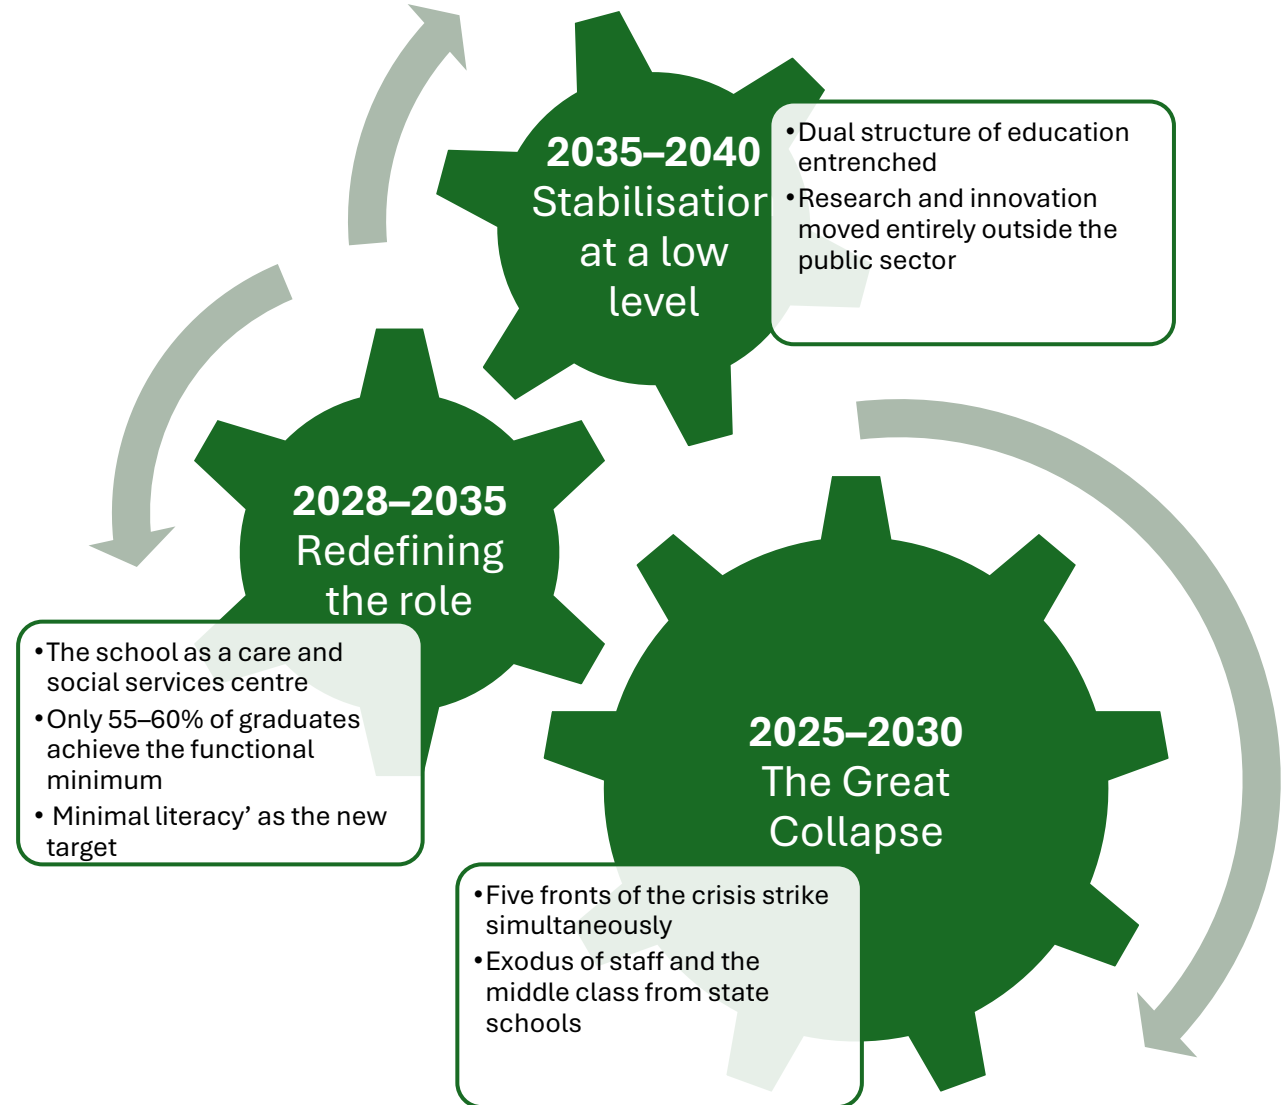 2035–2040
Stabilisation
at a low
level
•Dual structure of education
entrenched
•Research and innovation
moved entirely outside the
public sector
2028–2035
Redefining
the role
•The school as a care and
social services centre
•Only 55–60% of graduates
achieve the functional
minimum
• Minimal literacy’ as the new
target
2025–2030
The Great
Collapse
•Five fronts of the crisis strike
simultaneously
•Exodus of staff and the
middle class from state
schools